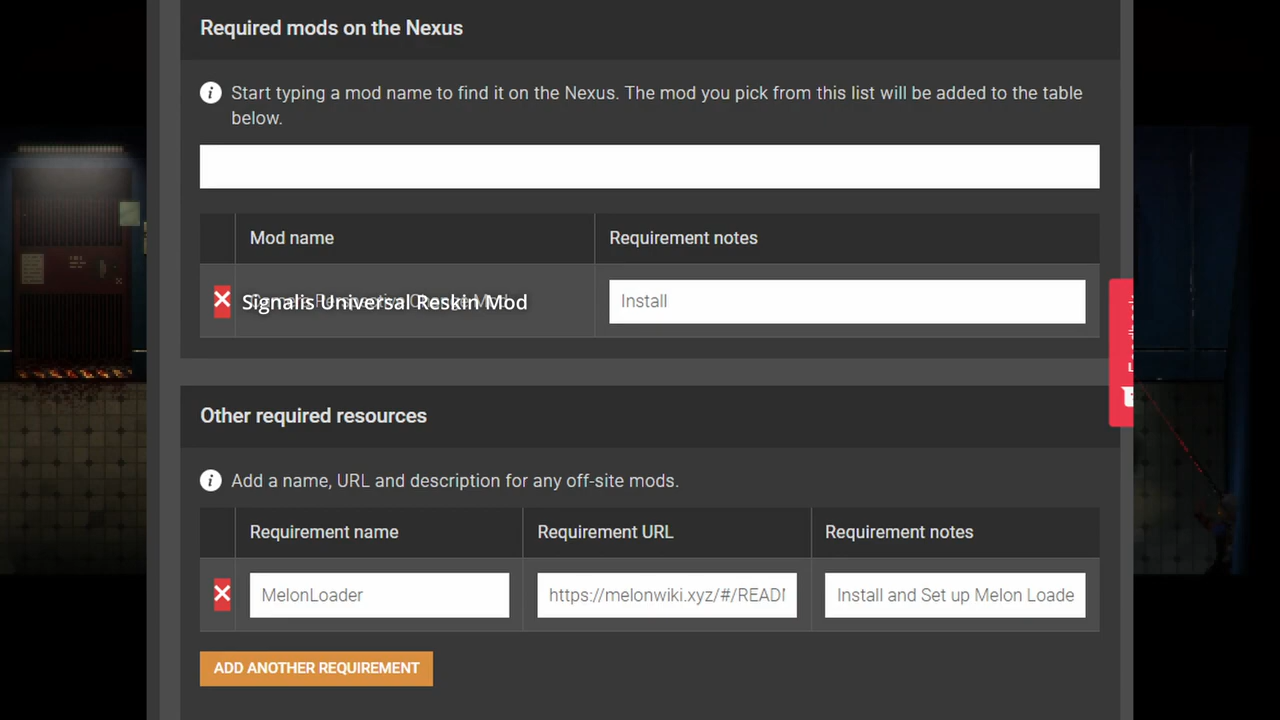 Required mods on the Nexus
Start typing a mod name to find it on the Nexus. The mod you pick from this list will be added to the table
below.
Mod name
Requirement notes
Signalis Universal Reskin Mod
Install
Other required resources
Add a name, URL and description for any off-site mods.
Requirement name
Requirement URL
Requirement notes
MelonLoader
https://melonwiki.xyz/#/READ
Install and Set up Melon Loade
ADD ANOTHER REQUIREMENT